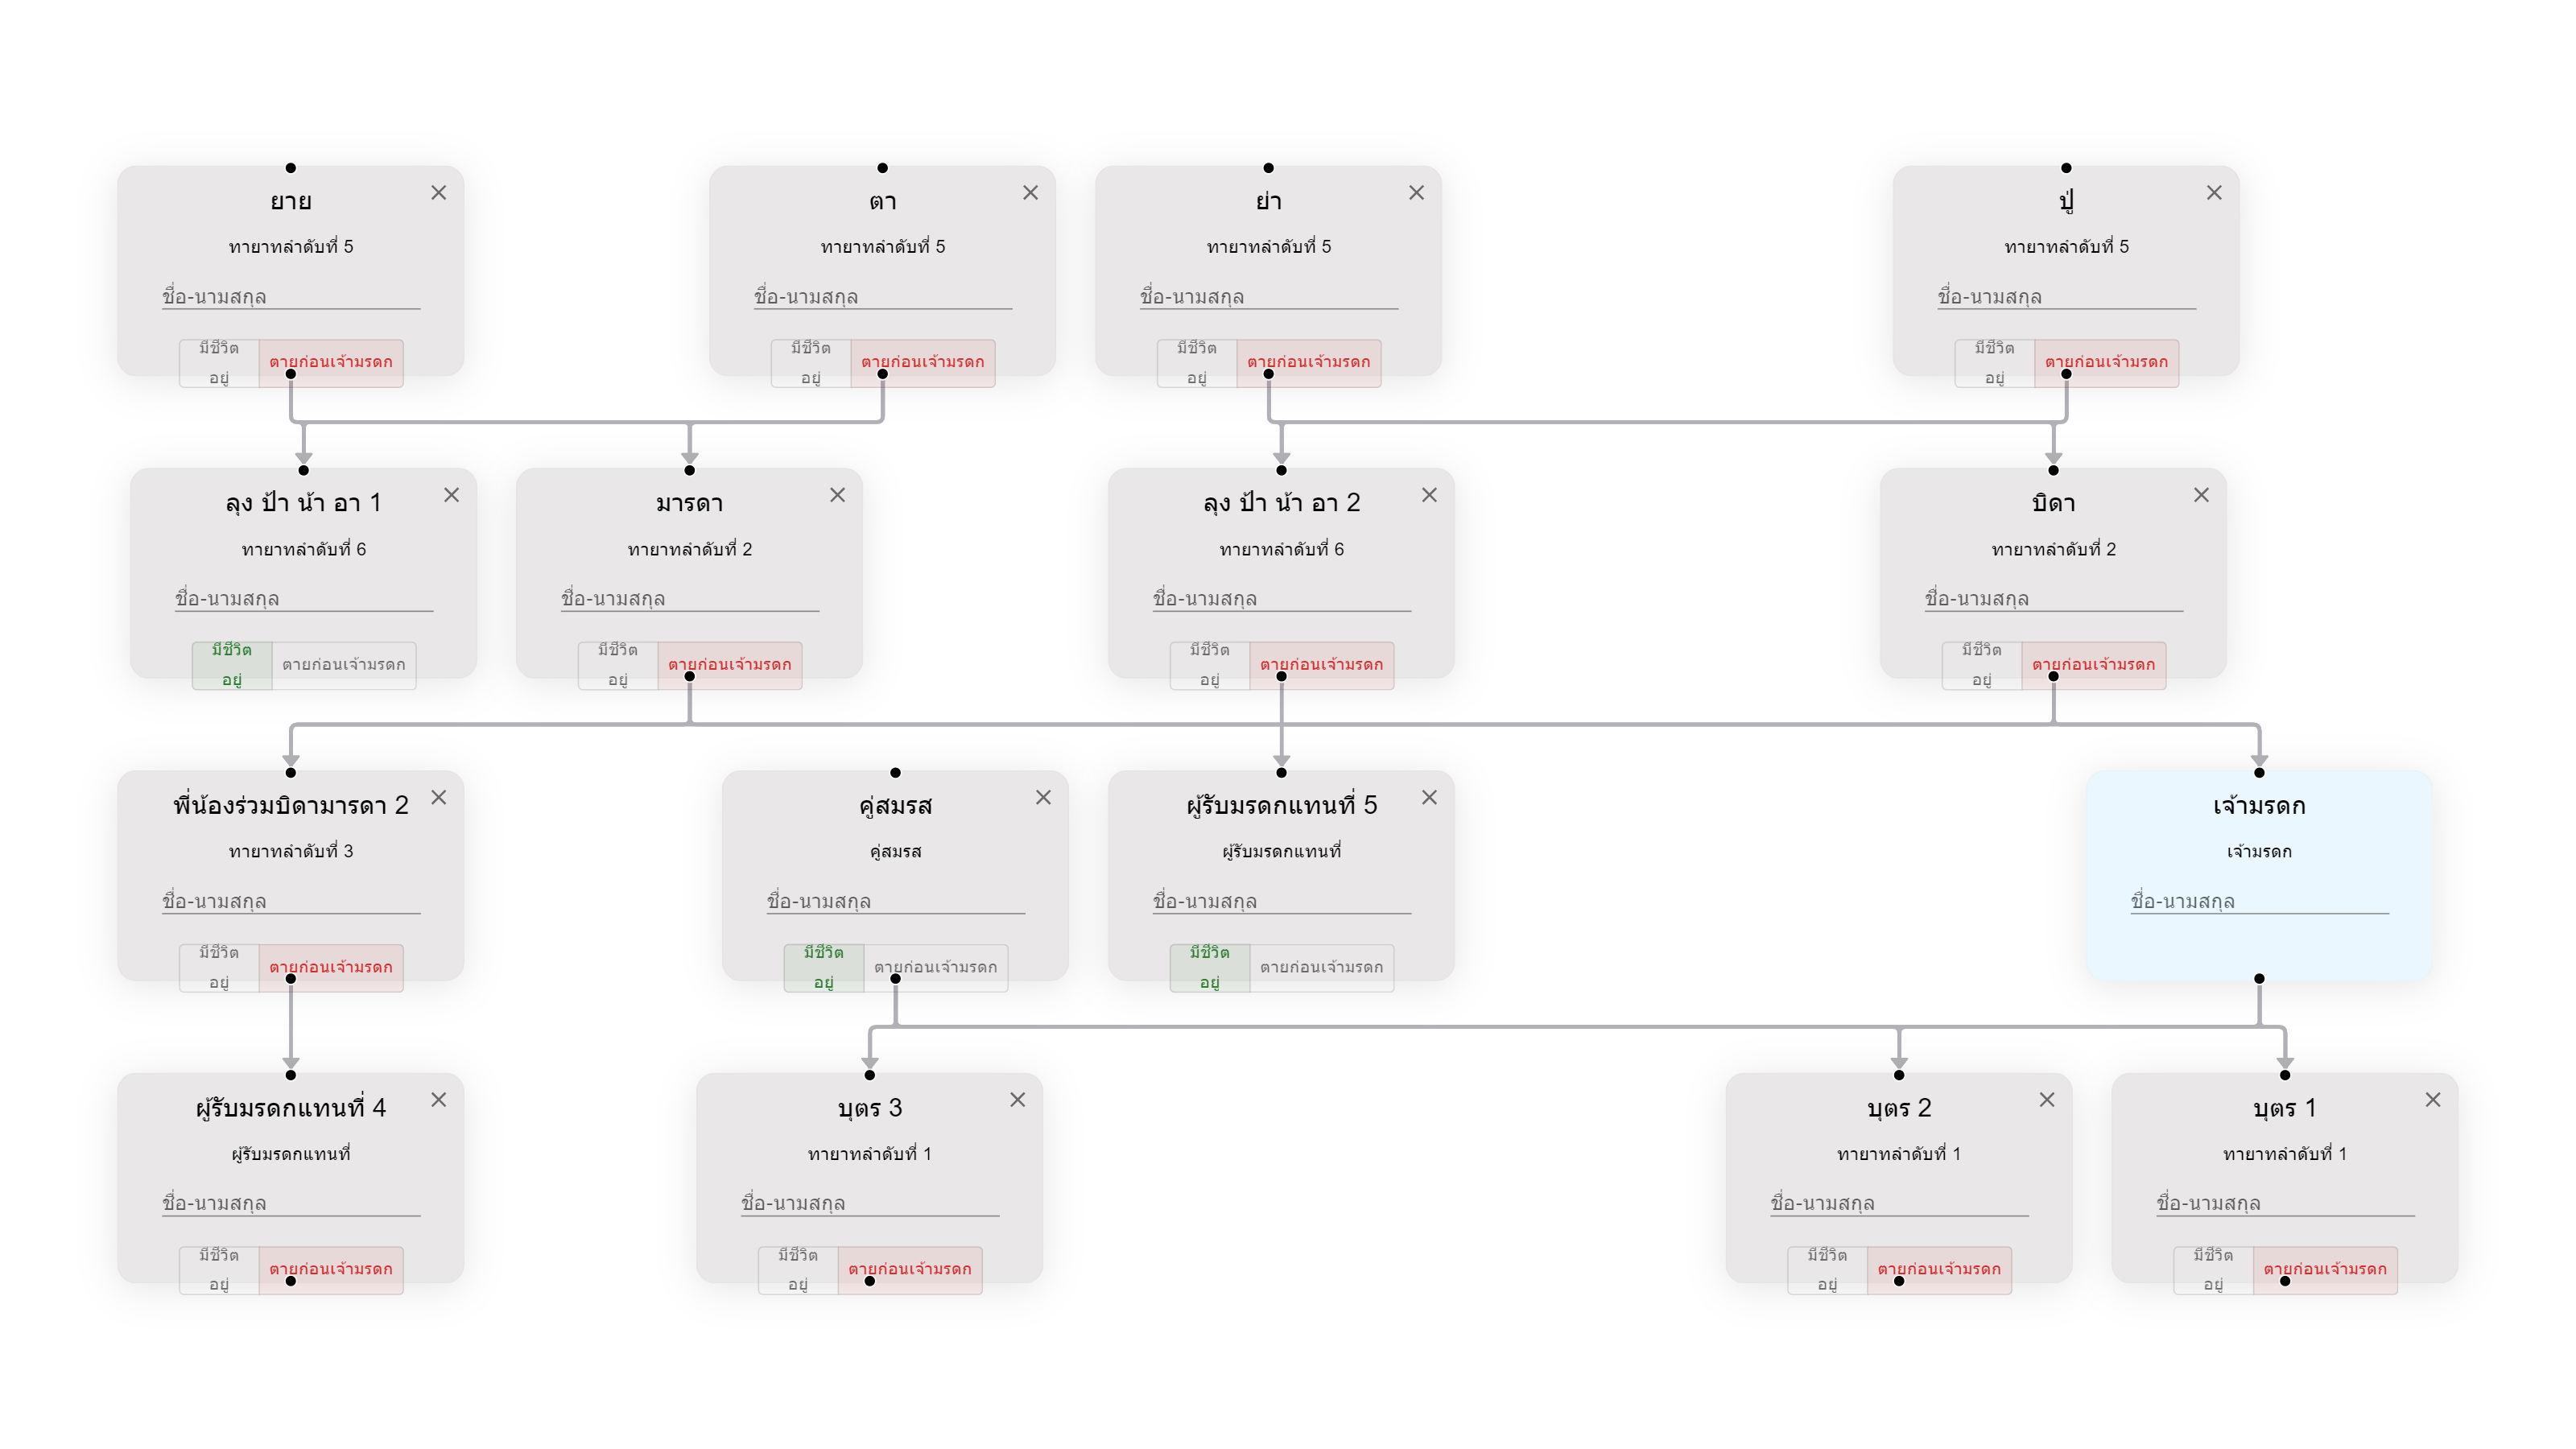 ยาย
ทายาทลำดับที่ 5
ชื่อ-นามสกุล
มีชีวิต
อยู่
ตายก่อนเจ้ามรดก
ตา
ทายาทลำดับที่ 5
ชื่อ-นามสกุล
มีชีวิต
อยู่
ตายก่อนเจ้ามรดก
ย่า
ทายาทลำดับที่ 5
ชื่อ-นามสกุล
มีชีวิต
อยู่
ตายก่อนเจ้ามรดก
ปู่
ทายาทลำดับที่ 5
ชื่อ-นามสกุล
มีชีวิต
อยู่
ตายก่อนเจ้ามรดก
ลุง ป้า น้า อา 1
ทายาทลำดับที่ 6
ชื่อ-นามสกุล
มีชีวิต
อยู่
ตายก่อนเจ้ามรดก
มารดา
ทายาทลำดับที่ 2
ชื่อ-นามสกุล
มีชีวิต
อยู่
ตายก่อนเจ้ามรดก
ลุง ป้า น้า อา 2
ทายาทลำดับที่ 6
ชื่อ-นามสกุล
มีชีวิต
อยู่
ตายก่อนเจ้ามรดก
บิดา
ทายาทลำดับที่ 2
ชื่อ-นามสกุล
มีชีวิต
อยู่
ตายก่อนเจ้ามรดก
พี่น้องร่วมบิดามารดา 2
ทายาทลำดับที่ 3
ชื่อ-นามสกุล
มีชีวิต
อยู่
ตายก่อนเจ้ามรดก
คู่สมรส
คู่สมรส
ชื่อ-นามสกุล
มีชีวิต
อยู่
ตายก่อนเจ้ามรดก
ผู้รับมรดกแทนที่ 5
ผู้รับมรดกแทนที่
ชื่อ-นามสกุล
มีชีวิต
อยู่
ตายก่อนเจ้ามรดก
เจ้ามรดก
เจ้ามรดก
ชื่อ-นามสกุล
ผู้รับมรดกแทนที่ 4
ผู้รับมรดกแทนที่
ชื่อ-นามสกุล
มีชีวิต
อยู่
ตายก่อนเจ้ามรดก
บุตร 3
ทายาทลำดับที่ 1
ชื่อ-นามสกุล
มีชีวิต
อยู่
ตายก่อนเจ้ามรดก
บุตร 2
ทายาทลำดับที่ 1
ชื่อ-นามสกุล
มีชีวิต
อยู่
ตายก่อนเจ้ามรดก
บุตร 1
ทายาทลำดับที่ 1
ชื่อ-นามสกุล
มีชีวิต
อยู่
ตายก่อนเจ้ามรดก